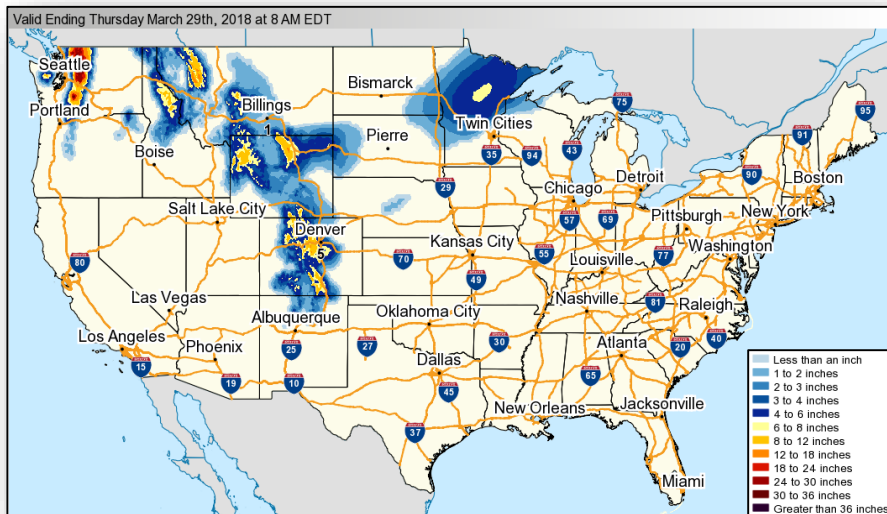 Valid Ending Thursday March 29th, 2018 at 8 AM EDT
Seattle
Portland
Boise
Billings
1
Bismarck
Pierre
Twin Cities
75
95
91
90
35
94
43
29
Boston
Detroit
Chicago
New York
Pittsburgh
Salt Lake City
Denver
5
57
69
80
70
Kansas City
55
Louisville
77
Washington
49
Las Vegas
Albuquerque
Oklahoma City
Nashville
81
Raleigh
Los Angeles
Phoenix
25
27
30
Atlanta
20
40
15
19
10
Dallas
45
65
New Orleans
Jacksonville
37
Miami
Less than an inch
1 to 2 inches
2 to 3 inches
3 to 4 inches
4 to 6 inches
6 to 8 inches
8 to 12 inches
12 to 18 inches
18 to 24 inches
24 to 30 inches
30 to 36 inches
Greater than 36 inches